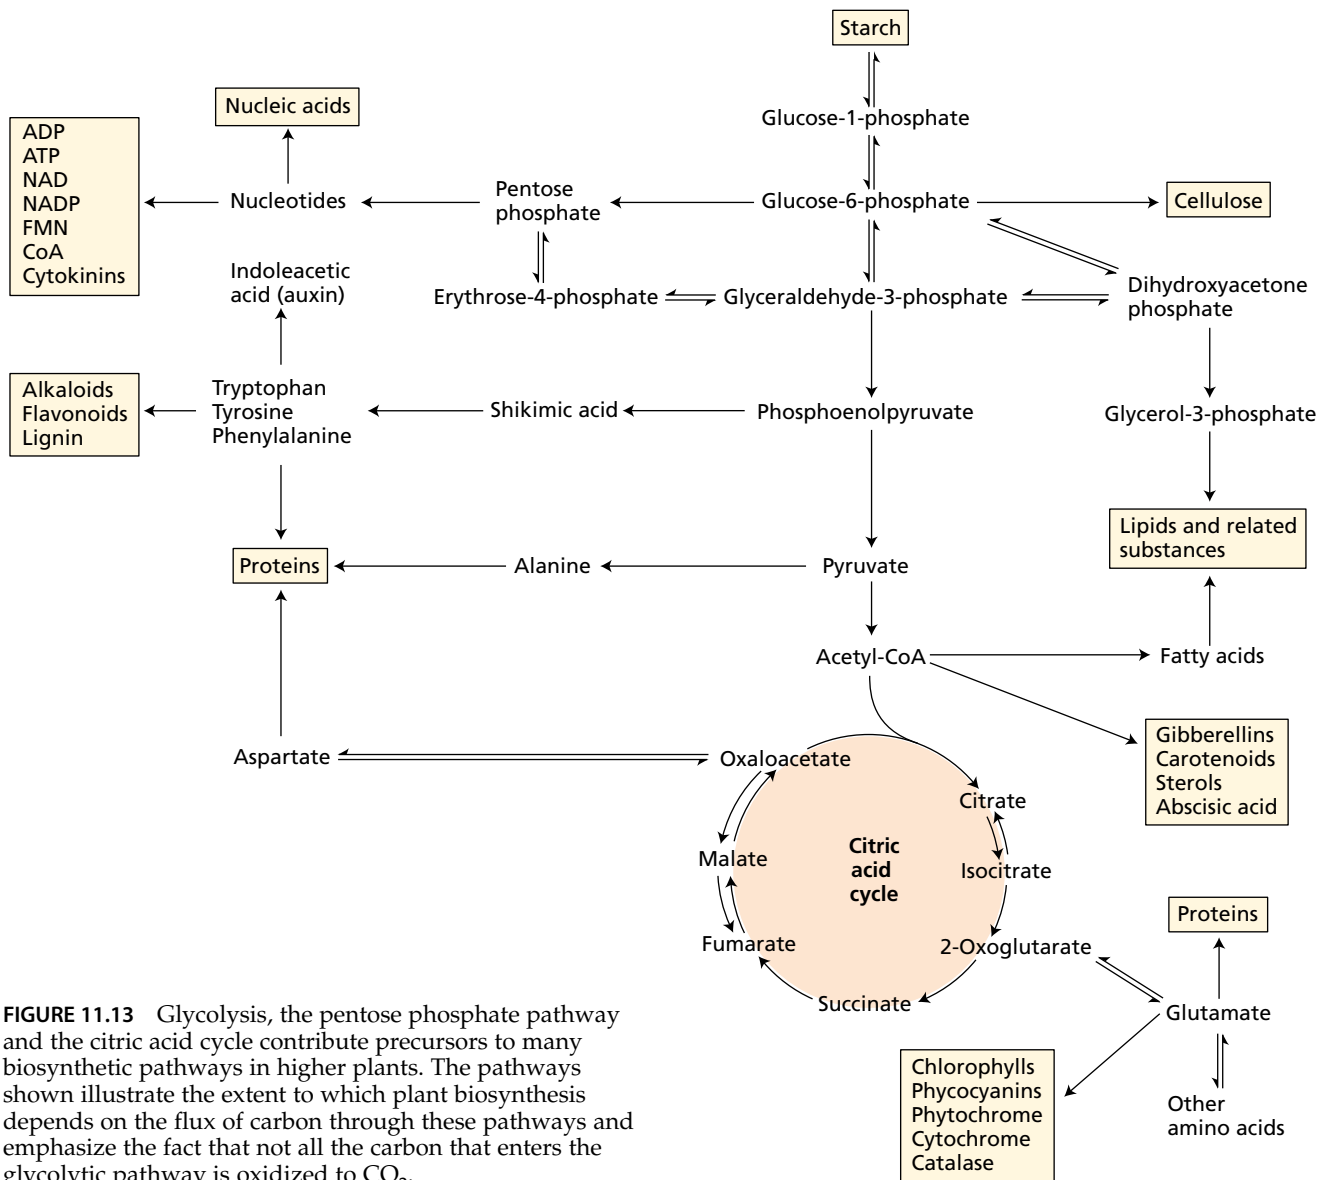 Starch
Glucose-1-phosphate
Nucleic acids
ADP
ATP
NAD
NADP
FMN
CoA
Cytokinins
Nucleotides
Pentose
phosphate
Glucose-6-phosphate
Cellulose
Indoleacetic
acid (auxin)
Erythrose-4-phosphate
Glyceraldehyde-3-phosphate
Dihydroxyacetone
phosphate
Alkaloids
Flavonoids
Lignin
Tryptophan
Tyrosine
Phenylalanine
Shikimic acid
Phosphoenolpyruvate
Glycerol-3-phosphate
Lipids and related
substances
Proteins
Alanine
Pyruvate
Acetyl-CoA
Fatty acids
Gibberellins
Carotenoids
Sterols
Abscisic acid
Aspartate
Oxaloacetate
Citrate
Citric
acid
cycle
Malate
Isocitrate
Fumarate
2-Oxoglutarate
Succinate
Proteins
Glutamate
Other
amino acids
Chlorophylls
Phycocyanins
Phytochrome
Cytochrome
Catalase
FIGURE 11.13 Glycolysis, the pentose phosphate pathway
and the citric acid cycle contribute precursors to many
biosynthetic pathways in higher plants. The pathways
shown illustrate the extent to which plant biosynthesis
depends on the flux of carbon through these pathways and
emphasize the fact that not all the carbon that enters the
glycolytic pathway is oxidized to CO₂.